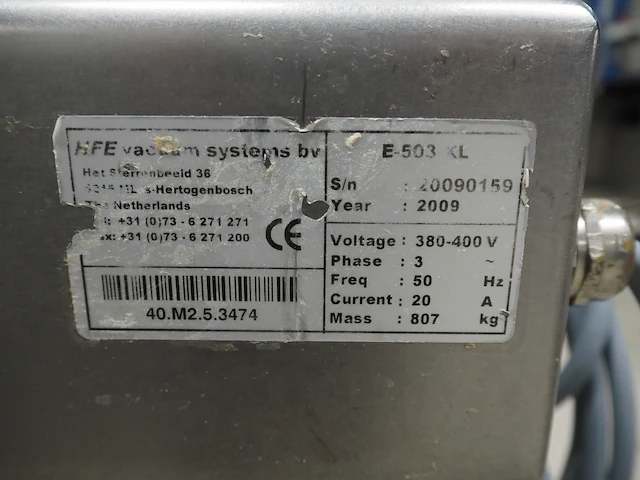 HFE vacuum systems bv
Het Sterrenbeeld 36
's-Hertogenbosch
The Netherlands
: +31 (0)73 - 6 271 271
: +31 (0)73 - 6 271 200
CE
40.M2.5.3474
E-503 XL
S/n : 20090159
Year : 2009
Voltage : 380-400 V
Phase : 3 ~
Freq : 50 Hz
Current : 20 A
Mass : 807 kg